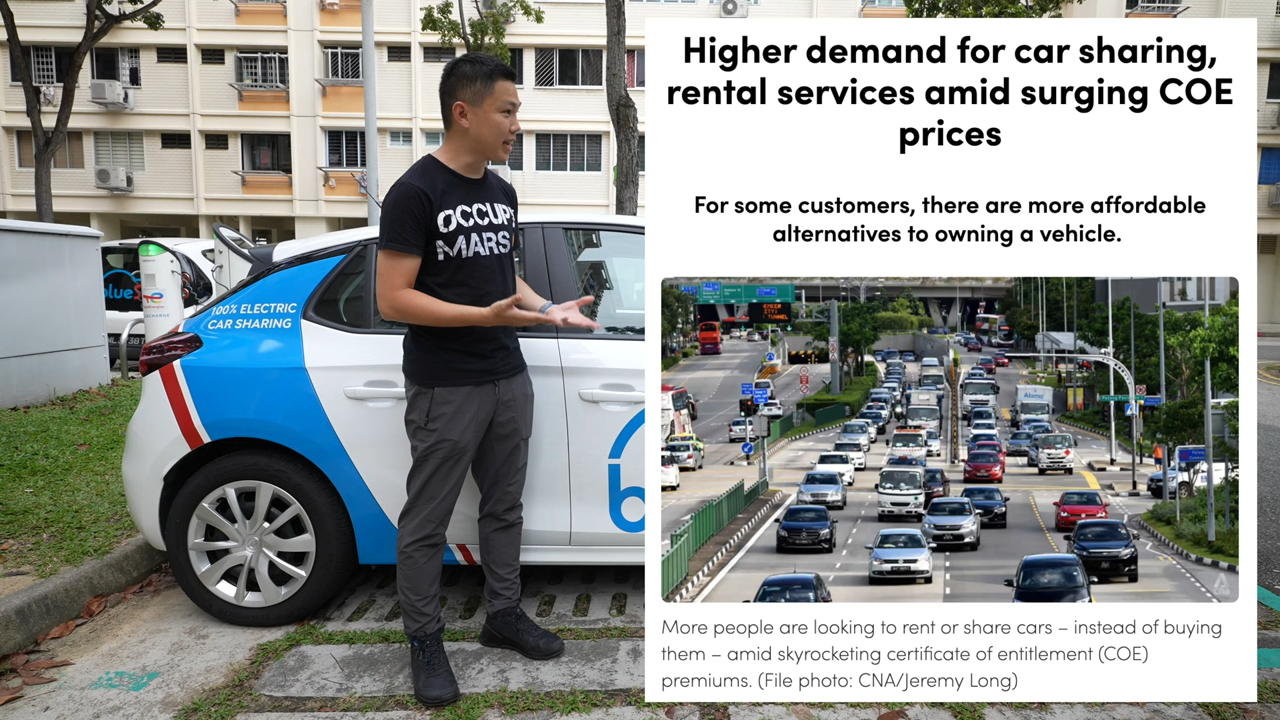 OCCUPY
MARS
100% ELECTRIC
CAR SHARING
blueS
Higher demand for car sharing,
rental services amid surging COE
prices
For some customers, there are more affordable
alternatives to owning a vehicle.
More people are looking to rent or share cars – instead of buying
them – amid skyrocketing certificate of entitlement (COE)
premiums. (File photo: CNA/Jeremy Long)